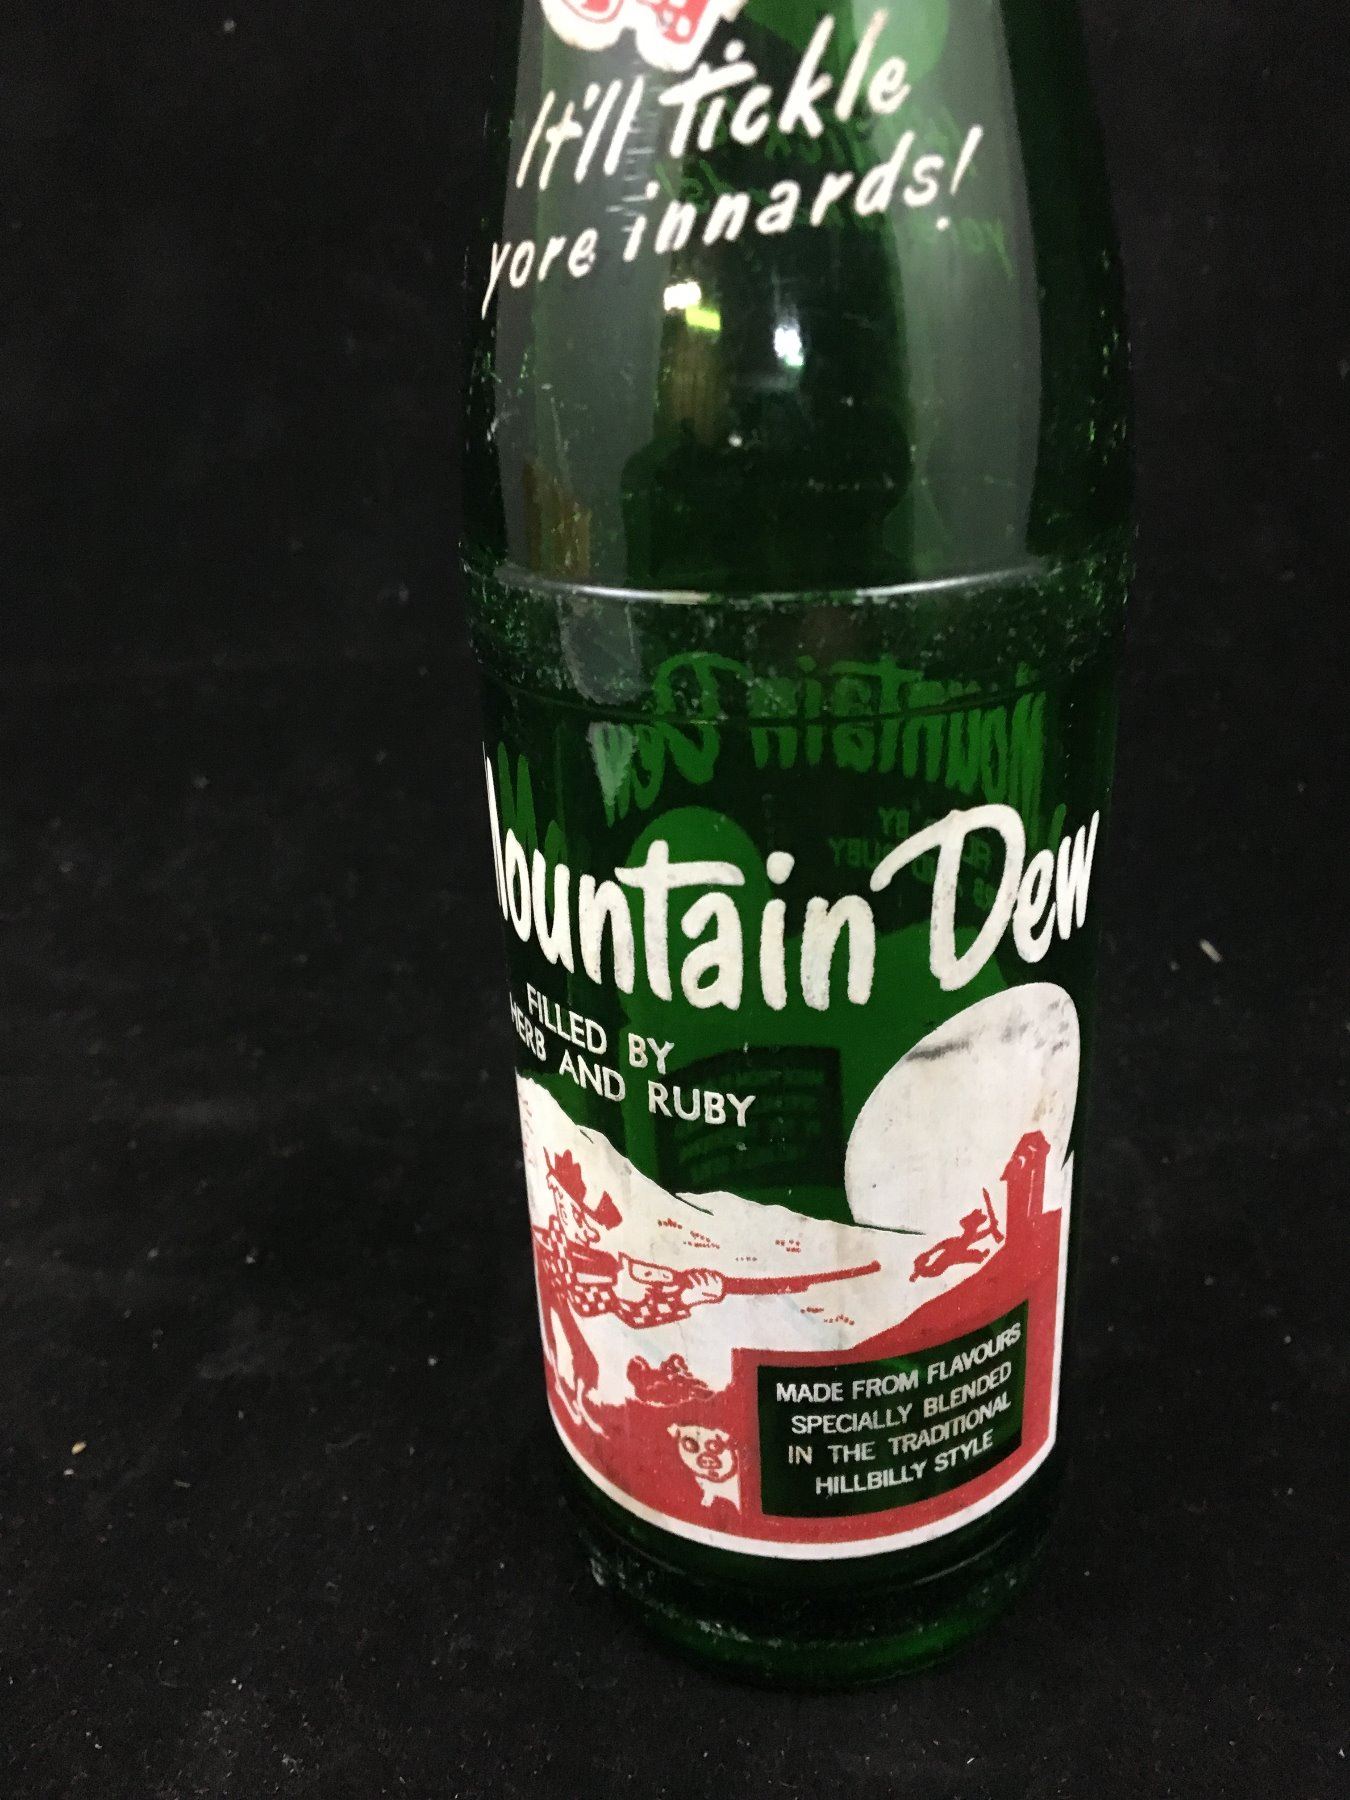 It'll tickle
yore innards!
Mountain Dew
FILLED BY
HERB AND RUBY
MADE FROM FLAVOURS
SPECIALLY BLENDED
IN THE TRADITIONAL
HILLBILLY STYLE